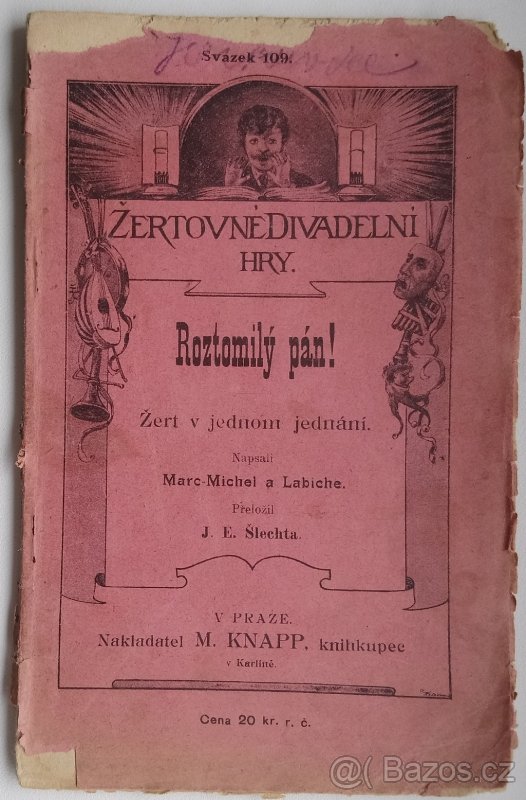 Svazek 109.
ŽERTOVNÉ DIVADELNÍ
HRY.
Roztomilý pán!
Žert v jednom jednání.
Napsali
Marc-Michel a Labiche.
Přeložil
J. E. Šlechta.
V PRAZE.
Nakladatel M. KNAPP, knihkupec
v Karlíně.
Cena 20 kr. r. č.
@( Bazos.cz